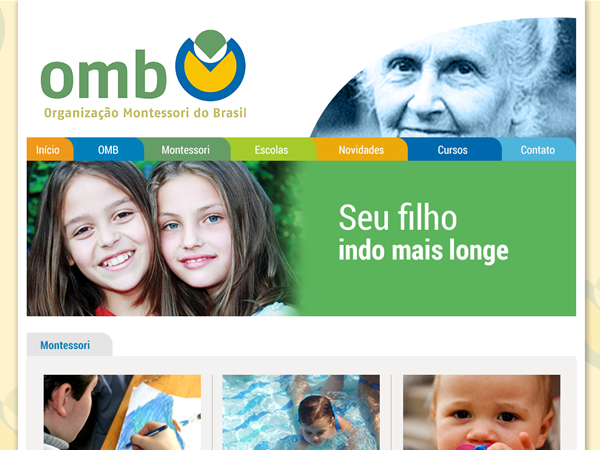 omb
Organização Montessori do Brasil
Início OMB Montessori Escolas Novidades Cursos Contato
Seu filho
indo mais longe
Montessori